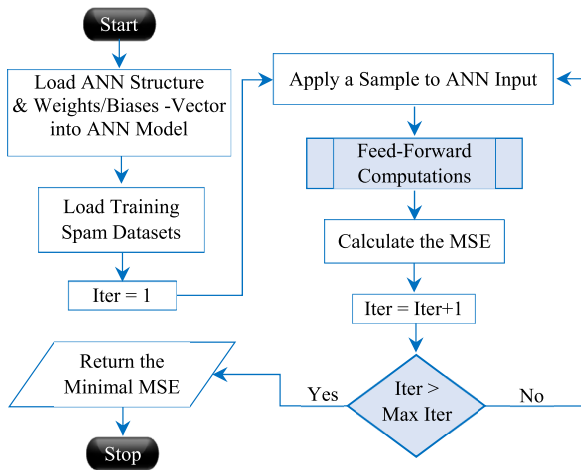 Start
Load ANN Structure
& Weights/Biases -Vector
into ANN Model
Load Training
Spam Datasets
Iter = 1
Apply a Sample to ANN Input
Feed-Forward
Computations
Calculate the MSE
Iter = Iter+1
Iter >
Max Iter
Yes
No
Return the
Minimal MSE
Stop